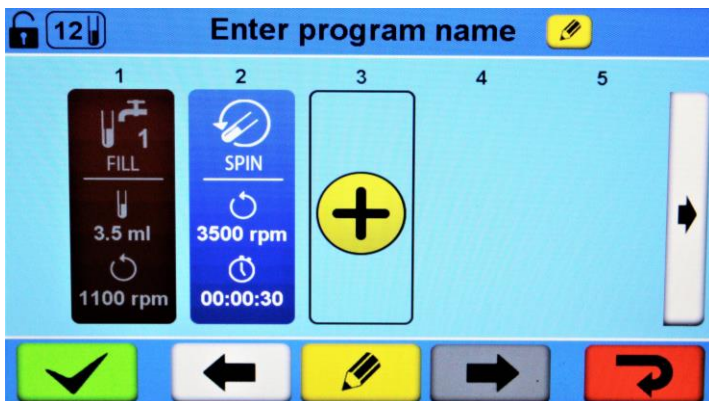 12
Enter program name
1 2 3 4 5
1
FILL
3.5 ml
1100 rpm
SPIN
3500 rpm
00:00:30